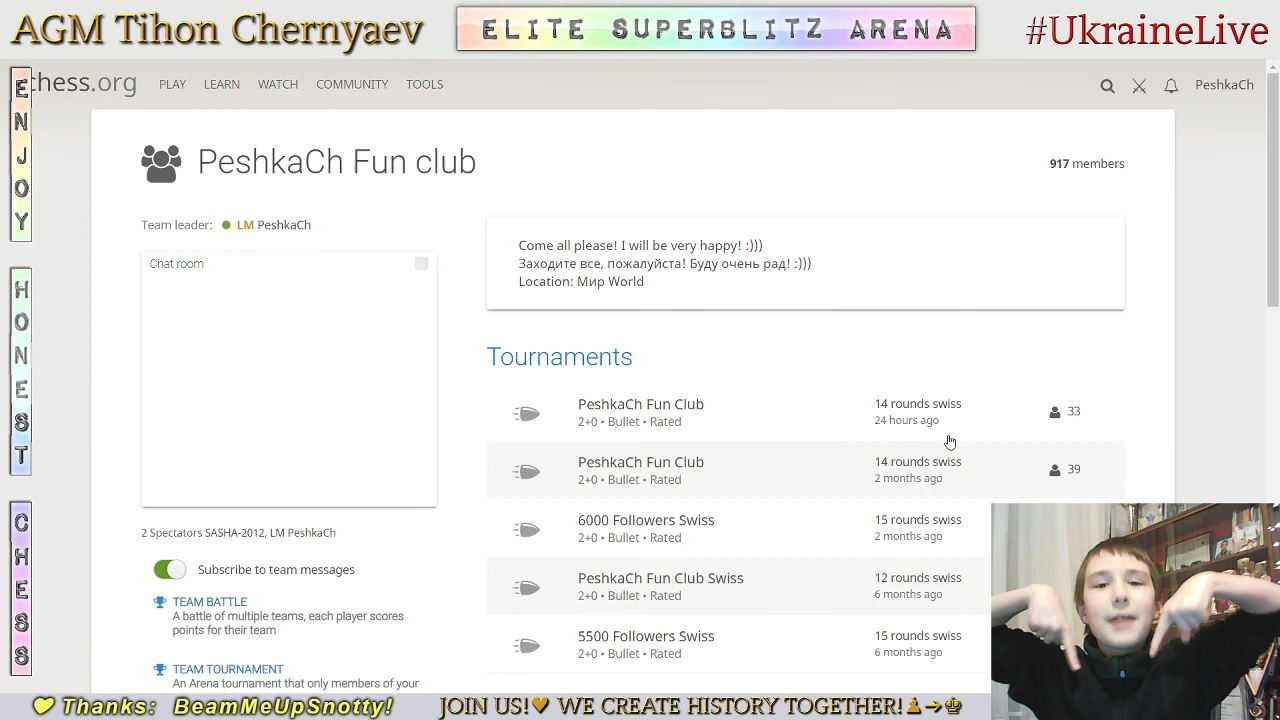 AGM Tihon Chernyaev
ELITE SUPERBLITZ ARENA
#UkraineLive
ENJOY
HONEST
CHESS
chess.org
PLAY
LEARN
WATCH
COMMUNITY
TOOLS
PeshkaCh
PeshkaCh Fun club
917 members
Team leader: LM PeshkaCh
Chat room
Come all please! I will be very happy! :)))
Заходите все, пожалуйста! Буду очень рад! :)))
Location: Мир World
Tournaments
PeshkaCh Fun Club
2+0 • Bullet • Rated
14 rounds swiss
24 hours ago
33
PeshkaCh Fun Club
2+0 • Bullet • Rated
14 rounds swiss
2 months ago
39
6000 Followers Swiss
2+0 • Bullet • Rated
15 rounds swiss
2 months ago
PeshkaCh Fun Club Swiss
2+0 • Bullet • Rated
12 rounds swiss
6 months ago
5500 Followers Swiss
2+0 • Bullet • Rated
15 rounds swiss
6 months ago
2 Spectators SASHA-2012, LM PeshkaCh
Subscribe to team messages
TEAM BATTLE
A battle of multiple teams, each player scores
points for their team
TEAM TOURNAMENT
An Arena tournament that only members of your
Thanks: BeamMeUpSnotty!
JOIN US!♥ WE CREATE HISTORY TOGETHER!♟→♚